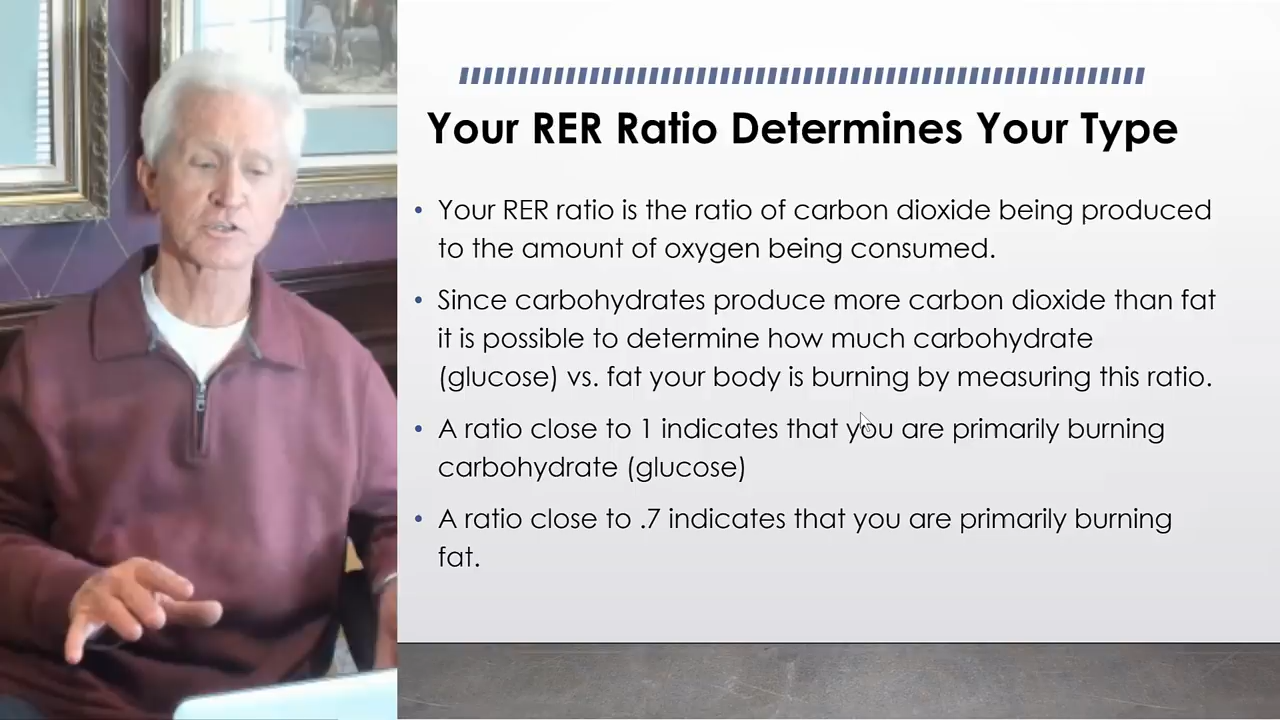 Your RER Ratio Determines Your Type
• Your RER ratio is the ratio of carbon dioxide being produced
to the amount of oxygen being consumed.
• Since carbohydrates produce more carbon dioxide than fat
it is possible to determine how much carbohydrate
(glucose) vs. fat your body is burning by measuring this ratio.
• A ratio close to 1 indicates that you are primarily burning
carbohydrate (glucose)
• A ratio close to .7 indicates that you are primarily burning
fat.